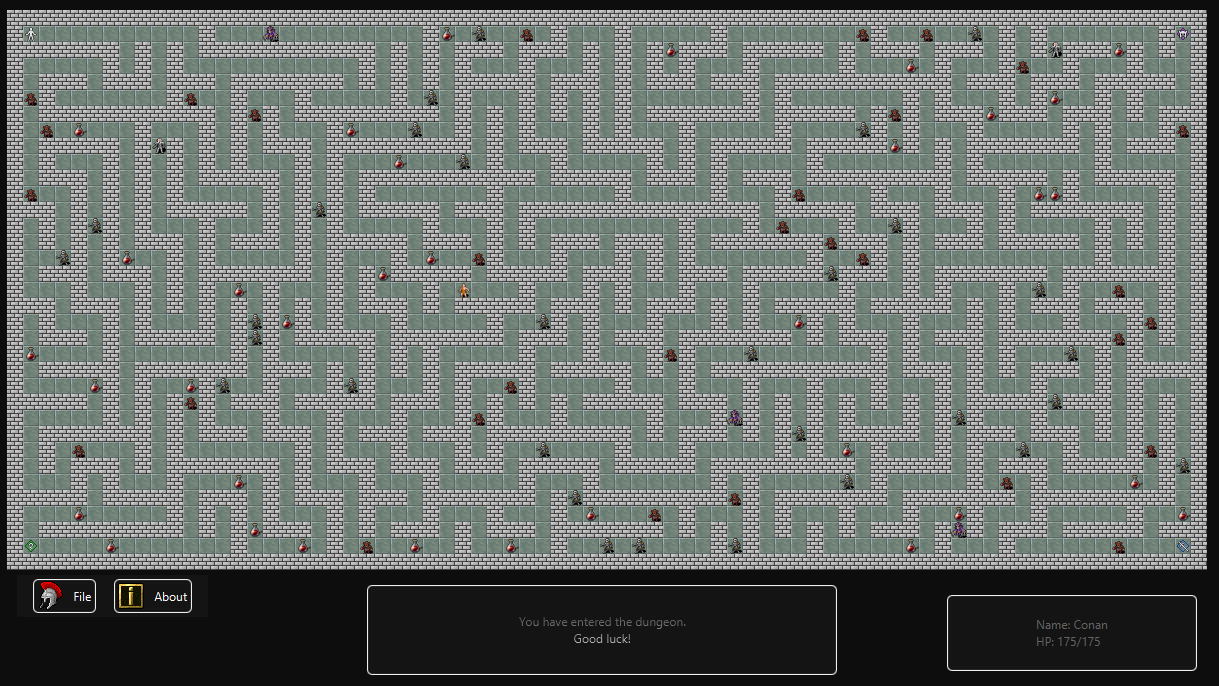 File
About
You have entered the dungeon.
Good luck!
Name: Conan
HP: 175/175